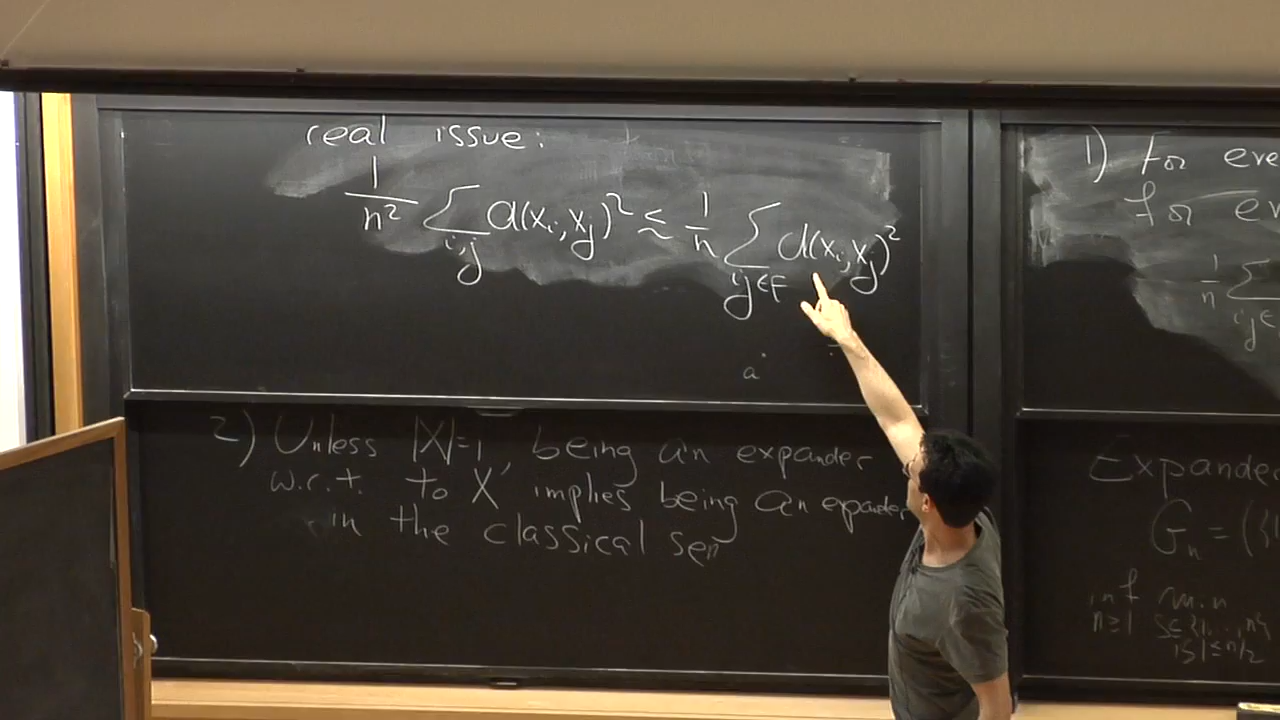 real issue:
1/n² ∑_{i,j} d(x_i, x_j)² ≲ 1/n ∑_{ij∈E} d(x_i, x_j)²
a
2) Unless |X|=1, being an expander
w.r.t. to X implies being an expander
in the classical sen
1) For eve
for ev
1/n ∑_{ij∈
Expande
G_n = (
inf min
n≥1 S⊆{1,...,n}
|S|≤n/2